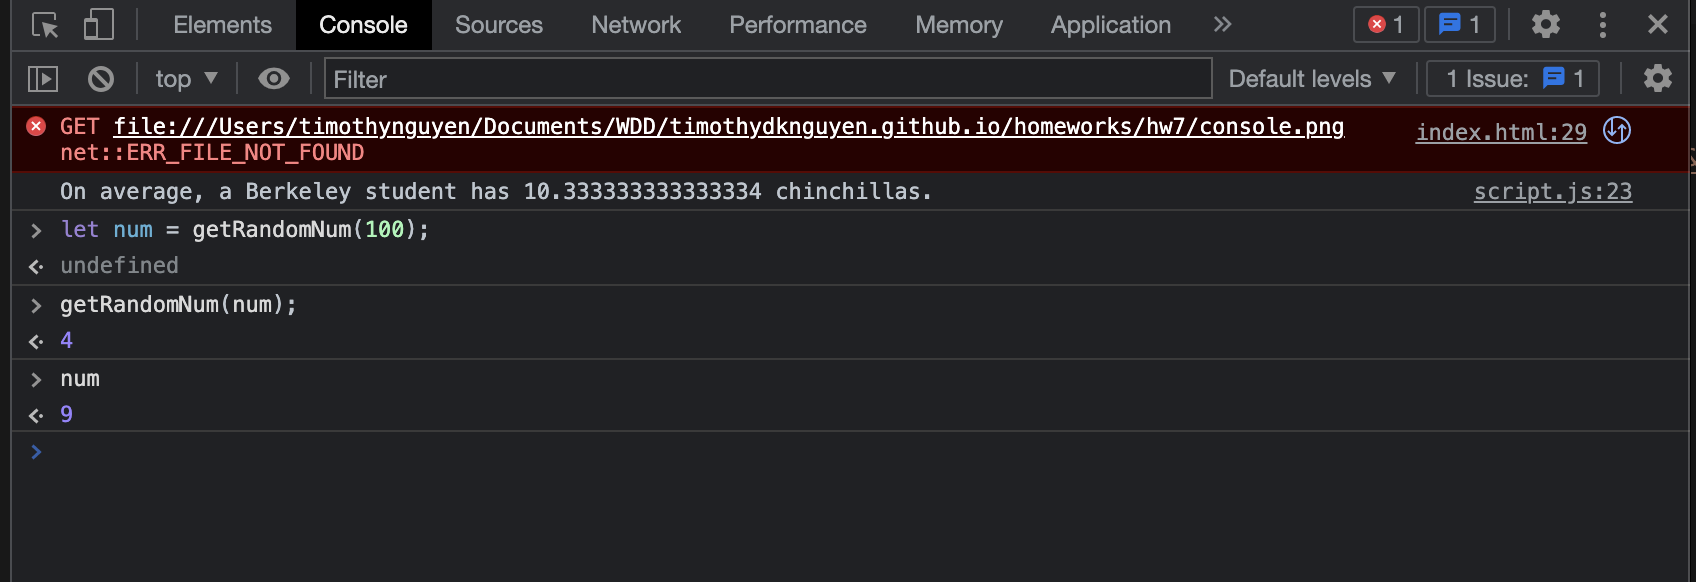 Elements Console Sources Network Performance Memory Application » 1 1
top ▼ Filter Default levels ▼ 1 Issue: 1
GET file:///Users/timothynguyen/Documents/WDD/timothydknguyen.github.io/homeworks/hw7/console.png index.html:29
net::ERR_FILE_NOT_FOUND
On average, a Berkeley student has 10.333333333333334 chinchillas. script.js:23
> let num = getRandomNum(100);
undefined
> getRandomNum(num);
4
> num
9
>